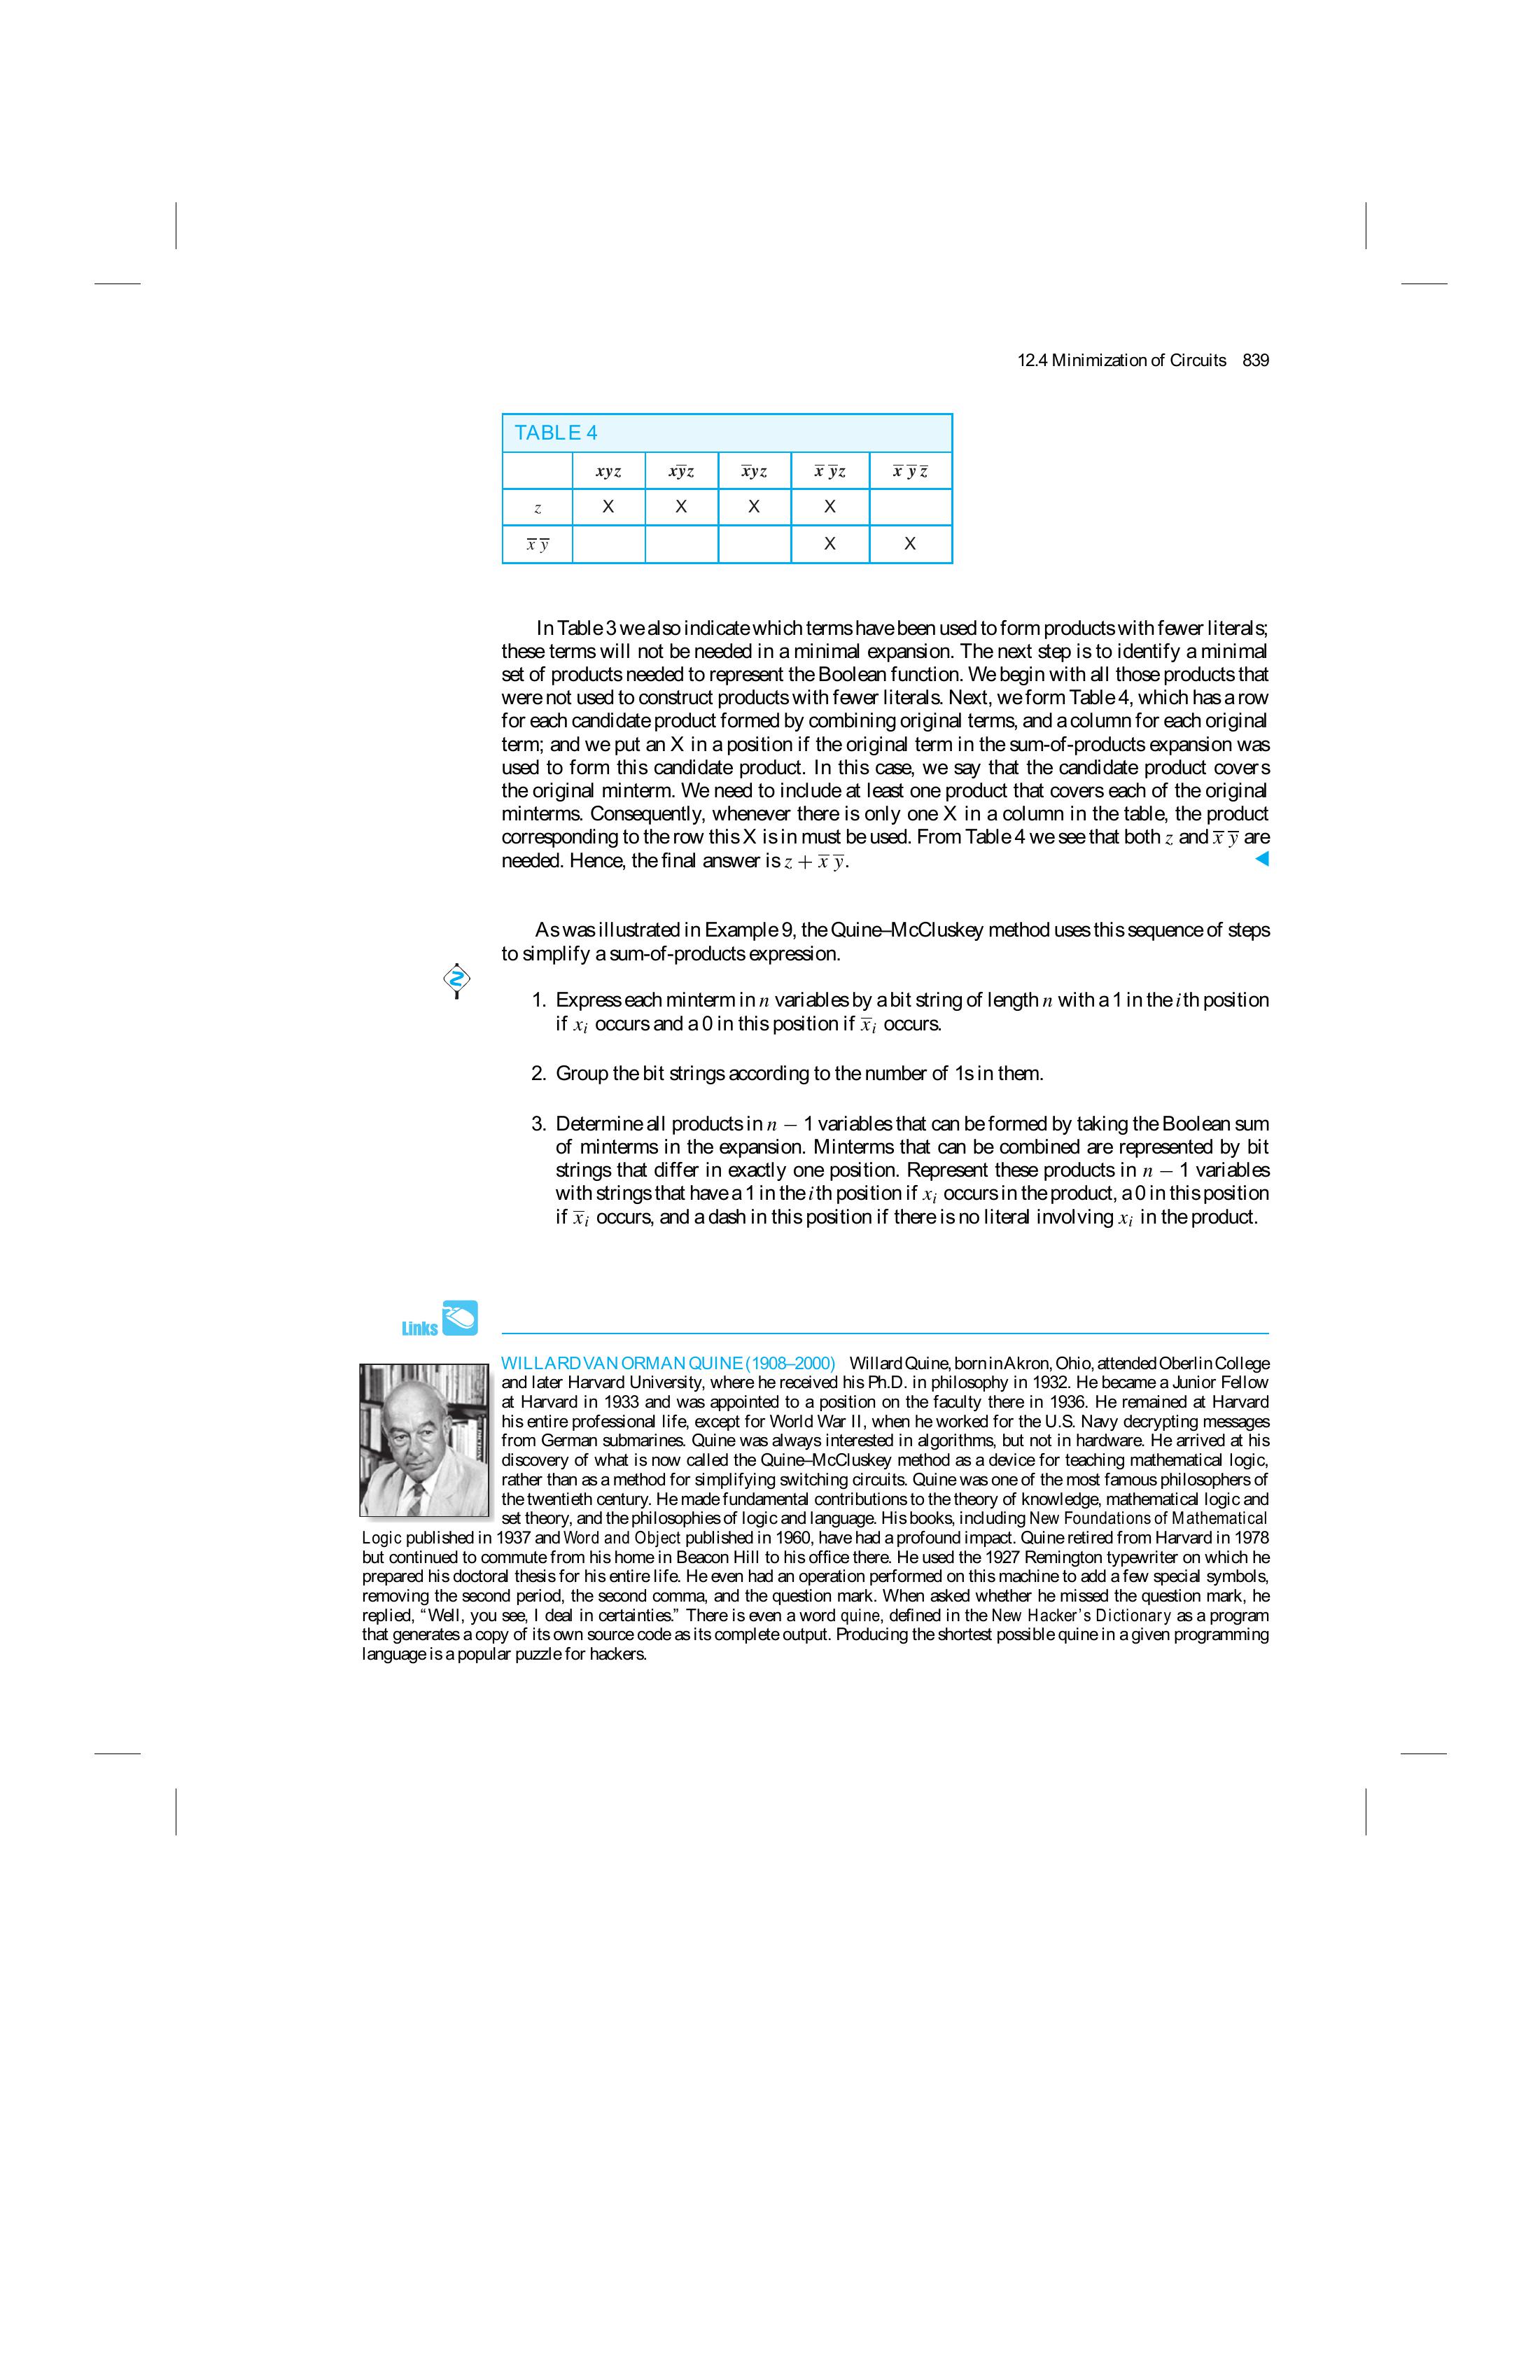 12.4 Minimization of Circuits 839
TABLE 4
xyz x͞y͞z x̅yz x̅ y̅z x̅ y̅ z̅
z X X X X
x̅ y̅ X X
In Table 3 we also indicate which terms have been used to form products with fewer literals;
these terms will not be needed in a minimal expansion. The next step is to identify a minimal
set of products needed to represent the Boolean function. We begin with all those products that
were not used to construct products with fewer literals. Next, we form Table 4, which has a row
for each candidate product formed by combining original terms, and a column for each original
term; and we put an X in a position if the original term in the sum-of-products expansion was
used to form this candidate product. In this case, we say that the candidate product covers
the original minterm. We need to include at least one product that covers each of the original
minterms. Consequently, whenever there is only one X in a column in the table, the product
corresponding to the row this X is in must be used. From Table 4 we see that both z and x̅ y̅ are
needed. Hence, the final answer is z + x̅ y̅. ◀
As was illustrated in Example 9, the Quine–McCluskey method uses this sequence of steps
to simplify a sum-of-products expression.
1. Express each minterm in n variables by a bit string of length n with a 1 in the ith position
if xᵢ occurs and a 0 in this position if x̅ᵢ occurs.
2. Group the bit strings according to the number of 1s in them.
3. Determine all products in n − 1 variables that can be formed by taking the Boolean sum
of minterms in the expansion. Minterms that can be combined are represented by bit
strings that differ in exactly one position. Represent these products in n − 1 variables
with strings that have a 1 in the ith position if xᵢ occurs in the product, a 0 in this position
if x̅ᵢ occurs, and a dash in this position if there is no literal involving xᵢ in the product.
Links
WILLARD VAN ORMAN QUINE (1908–2000) Willard Quine, born in Akron, Ohio, attended Oberlin College
and later Harvard University, where he received his Ph.D. in philosophy in 1932. He became a Junior Fellow
at Harvard in 1933 and was appointed to a position on the faculty there in 1936. He remained at Harvard
his entire professional life, except for World War II, when he worked for the U.S. Navy decrypting messages
from German submarines. Quine was always interested in algorithms, but not in hardware. He arrived at his
discovery of what is now called the Quine–McCluskey method as a device for teaching mathematical logic,
rather than as a method for simplifying switching circuits. Quine was one of the most famous philosophers of
the twentieth century. He made fundamental contributions to the theory of knowledge, mathematical logic and
set theory, and the philosophies of logic and language. His books, including New Foundations of Mathematical
Logic published in 1937 and Word and Object published in 1960, have had a profound impact. Quine retired from Harvard in 1978
but continued to commute from his home in Beacon Hill to his office there. He used the 1927 Remington typewriter on which he
prepared his doctoral thesis for his entire life. He even had an operation performed on this machine to add a few special symbols,
removing the second period, the second comma, and the question mark. When asked whether he missed the question mark, he
replied, “Well, you see, I deal in certainties.” There is even a word quine, defined in the New Hacker’s Dictionary as a program
that generates a copy of its own source code as its complete output. Producing the shortest possible quine in a given programming
language is a popular puzzle for hackers.